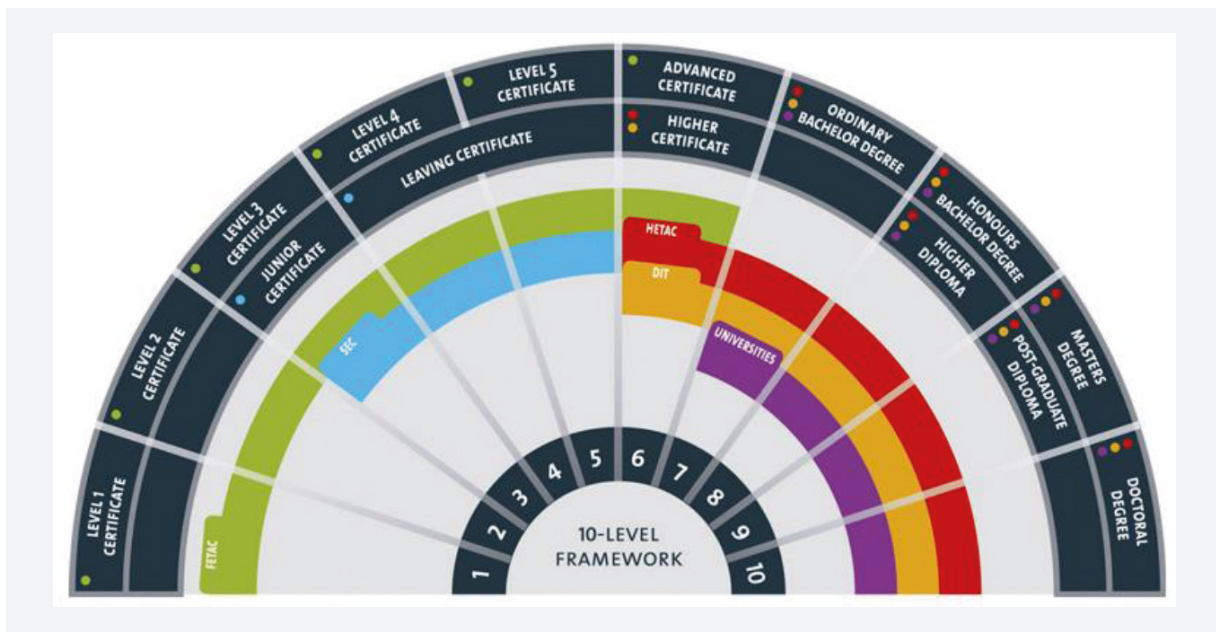 LEVEL 1
CERTIFICATE
LEVEL 2
CERTIFICATE
LEVEL 3
CERTIFICATE
JUNIOR
CERTIFICATE
LEVEL 4
CERTIFICATE
LEVEL 5
CERTIFICATE
LEAVING CERTIFICATE
ADVANCED
CERTIFICATE
HIGHER
CERTIFICATE
ORDINARY
BACHELOR DEGREE
HONOURS
BACHELOR DEGREE
HIGHER
DIPLOMA
MASTERS
DEGREE
POST-GRADUATE
DIPLOMA
DOCTORAL
DEGREE
FETAC
SEC
HETAC
DIT
UNIVERSITIES
1
2
3
4
5
6
7
8
9
10
10-LEVEL
FRAMEWORK